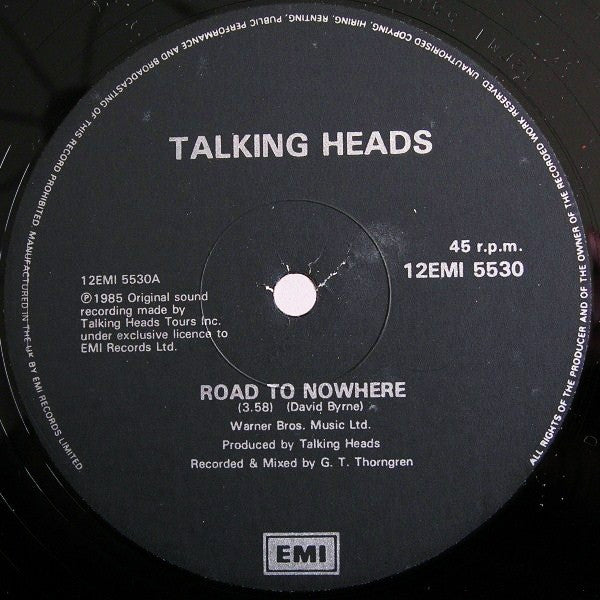 TALKING HEADS
45 r.p.m.
12EMI 5530
12EMI 5530A
℗1985 Original sound
recording made by
Talking Heads Tours Inc.
under exclusive licence to
EMI Records Ltd.
ROAD TO NOWHERE
(3.58) (David Byrne)
Warner Bros. Music Ltd.
Produced by Talking Heads
Recorded & Mixed by G. T. Thorngren
EMI
ALL RIGHTS OF THE PRODUCER AND OF THE OWNER OF THE RECORDED WORK RESERVED. UNAUTHORISED COPYING, HIRING, RENTING, PUBLIC PERFORMANCE AND BROADCASTING OF THIS RECORD PROHIBITED. MANUFACTURED IN THE UK BY EMI RECORDS LIMITED